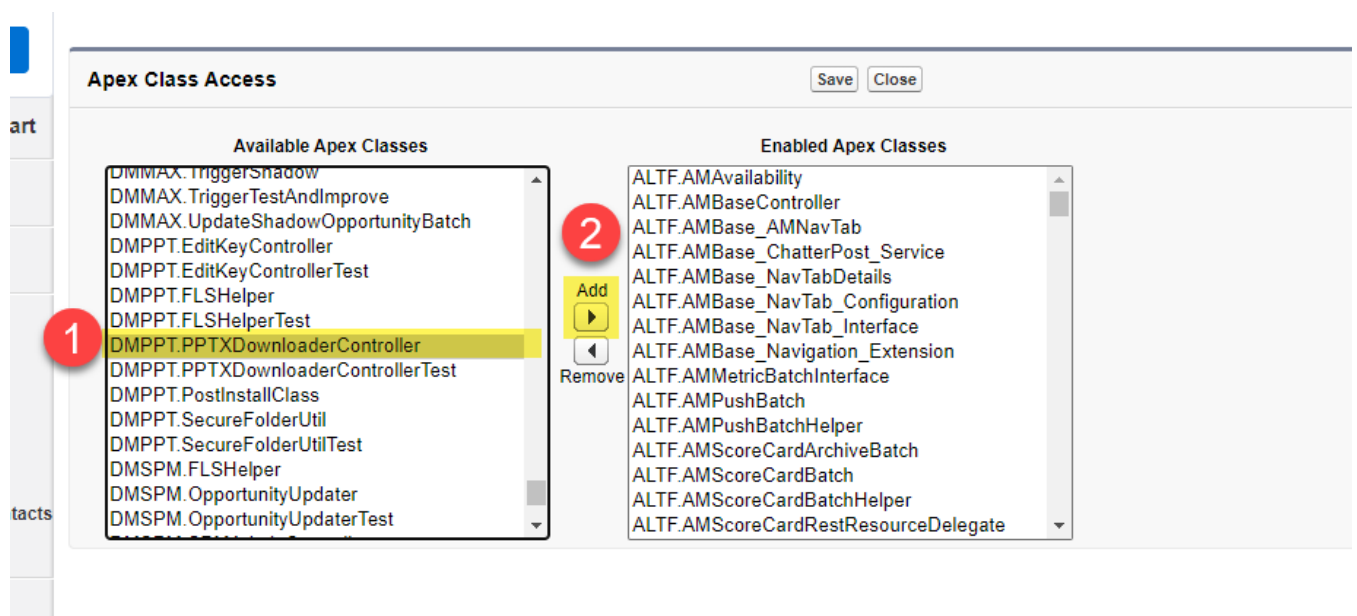 art
tacts
Apex Class Access
Save Close
Available Apex Classes
DMMAX.TriggerShadow
DMMAX.TriggerTestAndImprove
DMMAX.UpdateShadowOpportunityBatch
DMPPT.EditKeyController
DMPPT.EditKeyControllerTest
DMPPT.FLSHelper
DMPPT.FLSHelperTest
1
DMPPT.PPTXDownloaderController
DMPPT.PPTXDownloaderControllerTest
DMPPT.PostInstallClass
DMPPT.SecureFolderUtil
DMPPT.SecureFolderUtilTest
DMSPM.FLSHelper
DMSPM.OpportunityUpdater
DMSPM.OpportunityUpdaterTest
2
Add
Remove
Enabled Apex Classes
ALTF.AMAvailability
ALTF.AMBaseController
ALTF.AMBase_AMNavTab
ALTF.AMBase_ChatterPost_Service
ALTF.AMBase_NavTabDetails
ALTF.AMBase_NavTab_Configuration
ALTF.AMBase_NavTab_Interface
ALTF.AMBase_Navigation_Extension
ALTF.AMMetricBatchInterface
ALTF.AMPushBatch
ALTF.AMPushBatchHelper
ALTF.AMScoreCardArchiveBatch
ALTF.AMScoreCardBatch
ALTF.AMScoreCardBatchHelper
ALTF.AMScoreCardRestResourceDelegate